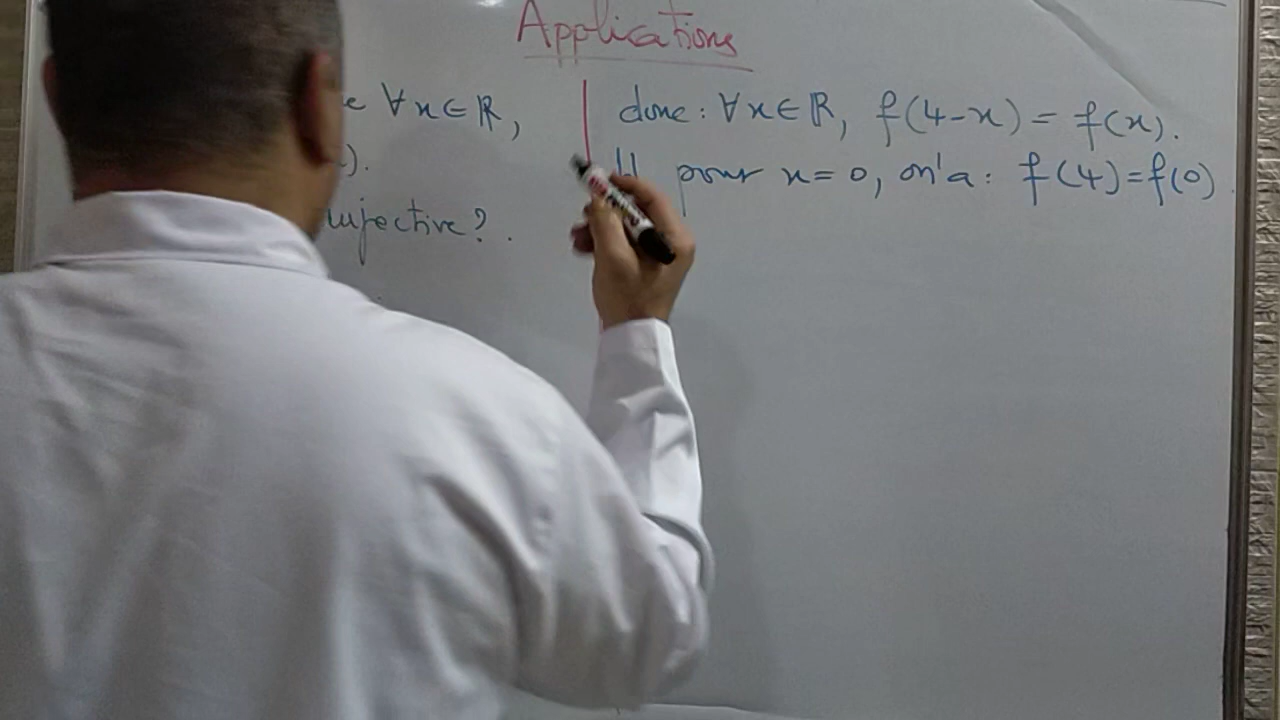 Applications
∀x∈ℝ,
).
injective?.
donc: ∀x∈ℝ, f(4-x) = f(x).
pour x=0, on a: f(4)=f(0).